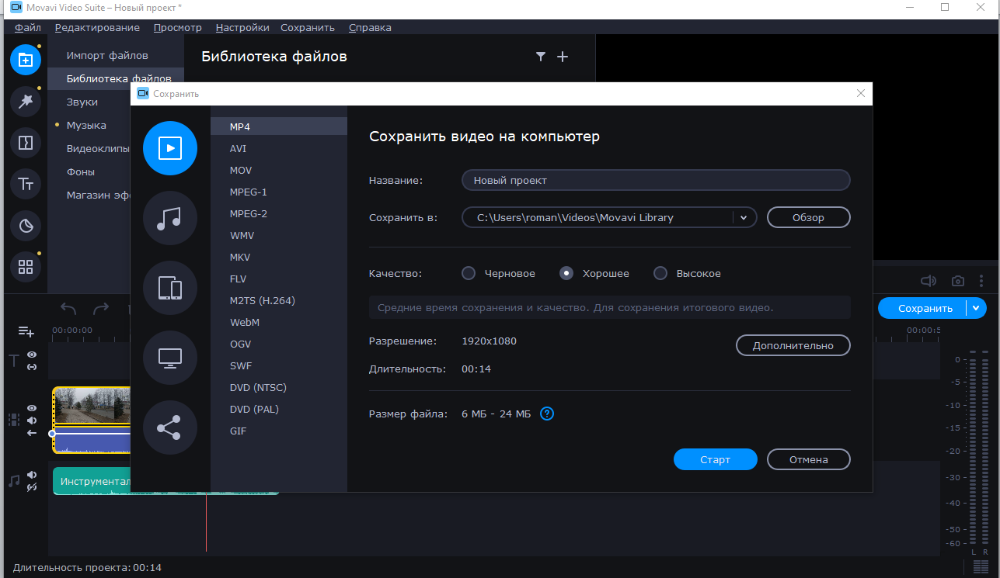 Movavi Video Suite – Новый проект *
Файл Редактирование Просмотр Настройки Сохранить Справка
Импорт файлов
Библиотека файлов
Звуки
Музыка
Видеоклипы
Фоны
Магазин
Библиотека файлов
Сохранить
MP4
AVI
MOV
MPEG-1
MPEG-2
WMV
MKV
FLV
M2TS (H.264)
WebM
OGV
SWF
DVD (NTSC)
DVD (PAL)
GIF
Сохранить видео на компьютер
Название: Новый проект
Сохранить в: C:\Users\roman\Videos\Movavi Library Обзор
Качество: Черновое Хорошее Высокое
Средние время сохранения и качество. Для сохранения итогового видео.
Разрешение: 1920x1080
Дополнительно
Длительность: 00:14
Размер файла: 6 МБ - 24 МБ ?
Старт Отмена
Сохранить
00:00:00
00:00:5
Tт
T
Инструментал
0
-5
-10
-15
-20
-30
-40
-50
-60
L R
Длительность проекта: 00:14